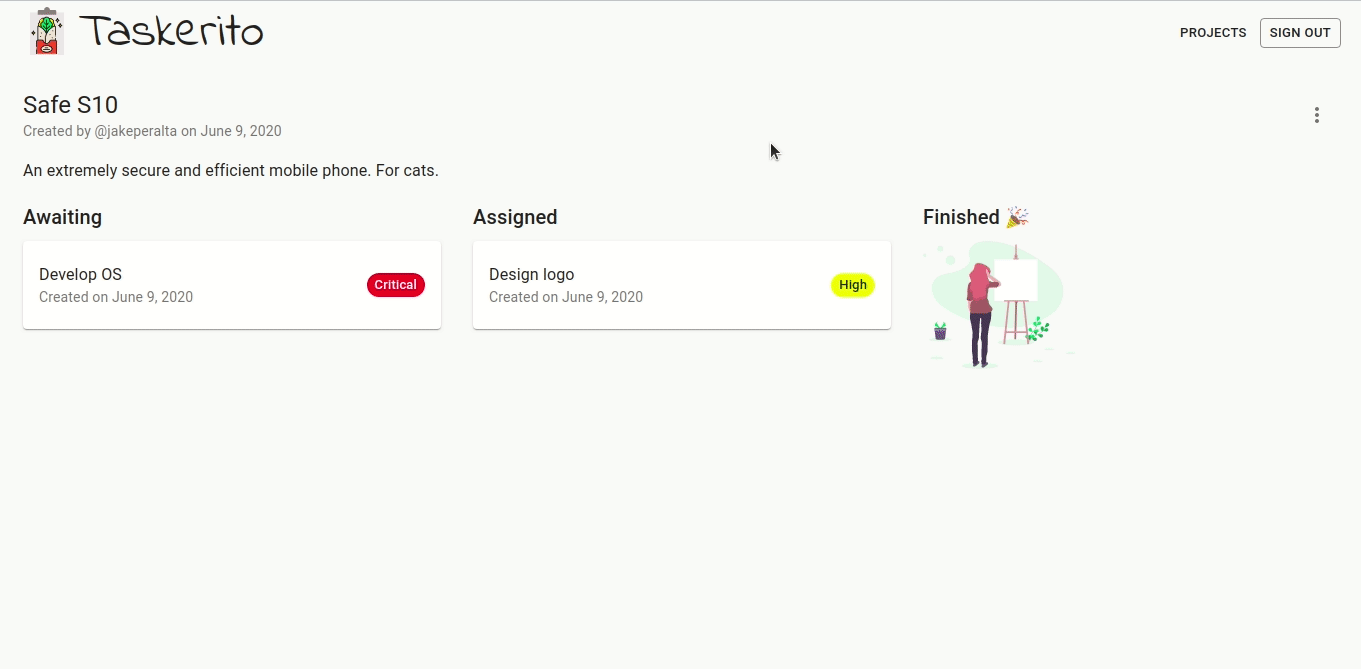 Taskerito
PROJECTS
SIGN OUT
Safe S10
Created by @jakeperalta on June 9, 2020
An extremely secure and efficient mobile phone. For cats.
Awaiting
Develop OS
Created on June 9, 2020
Critical
Assigned
Design logo
Created on June 9, 2020
High
Finished 🎉